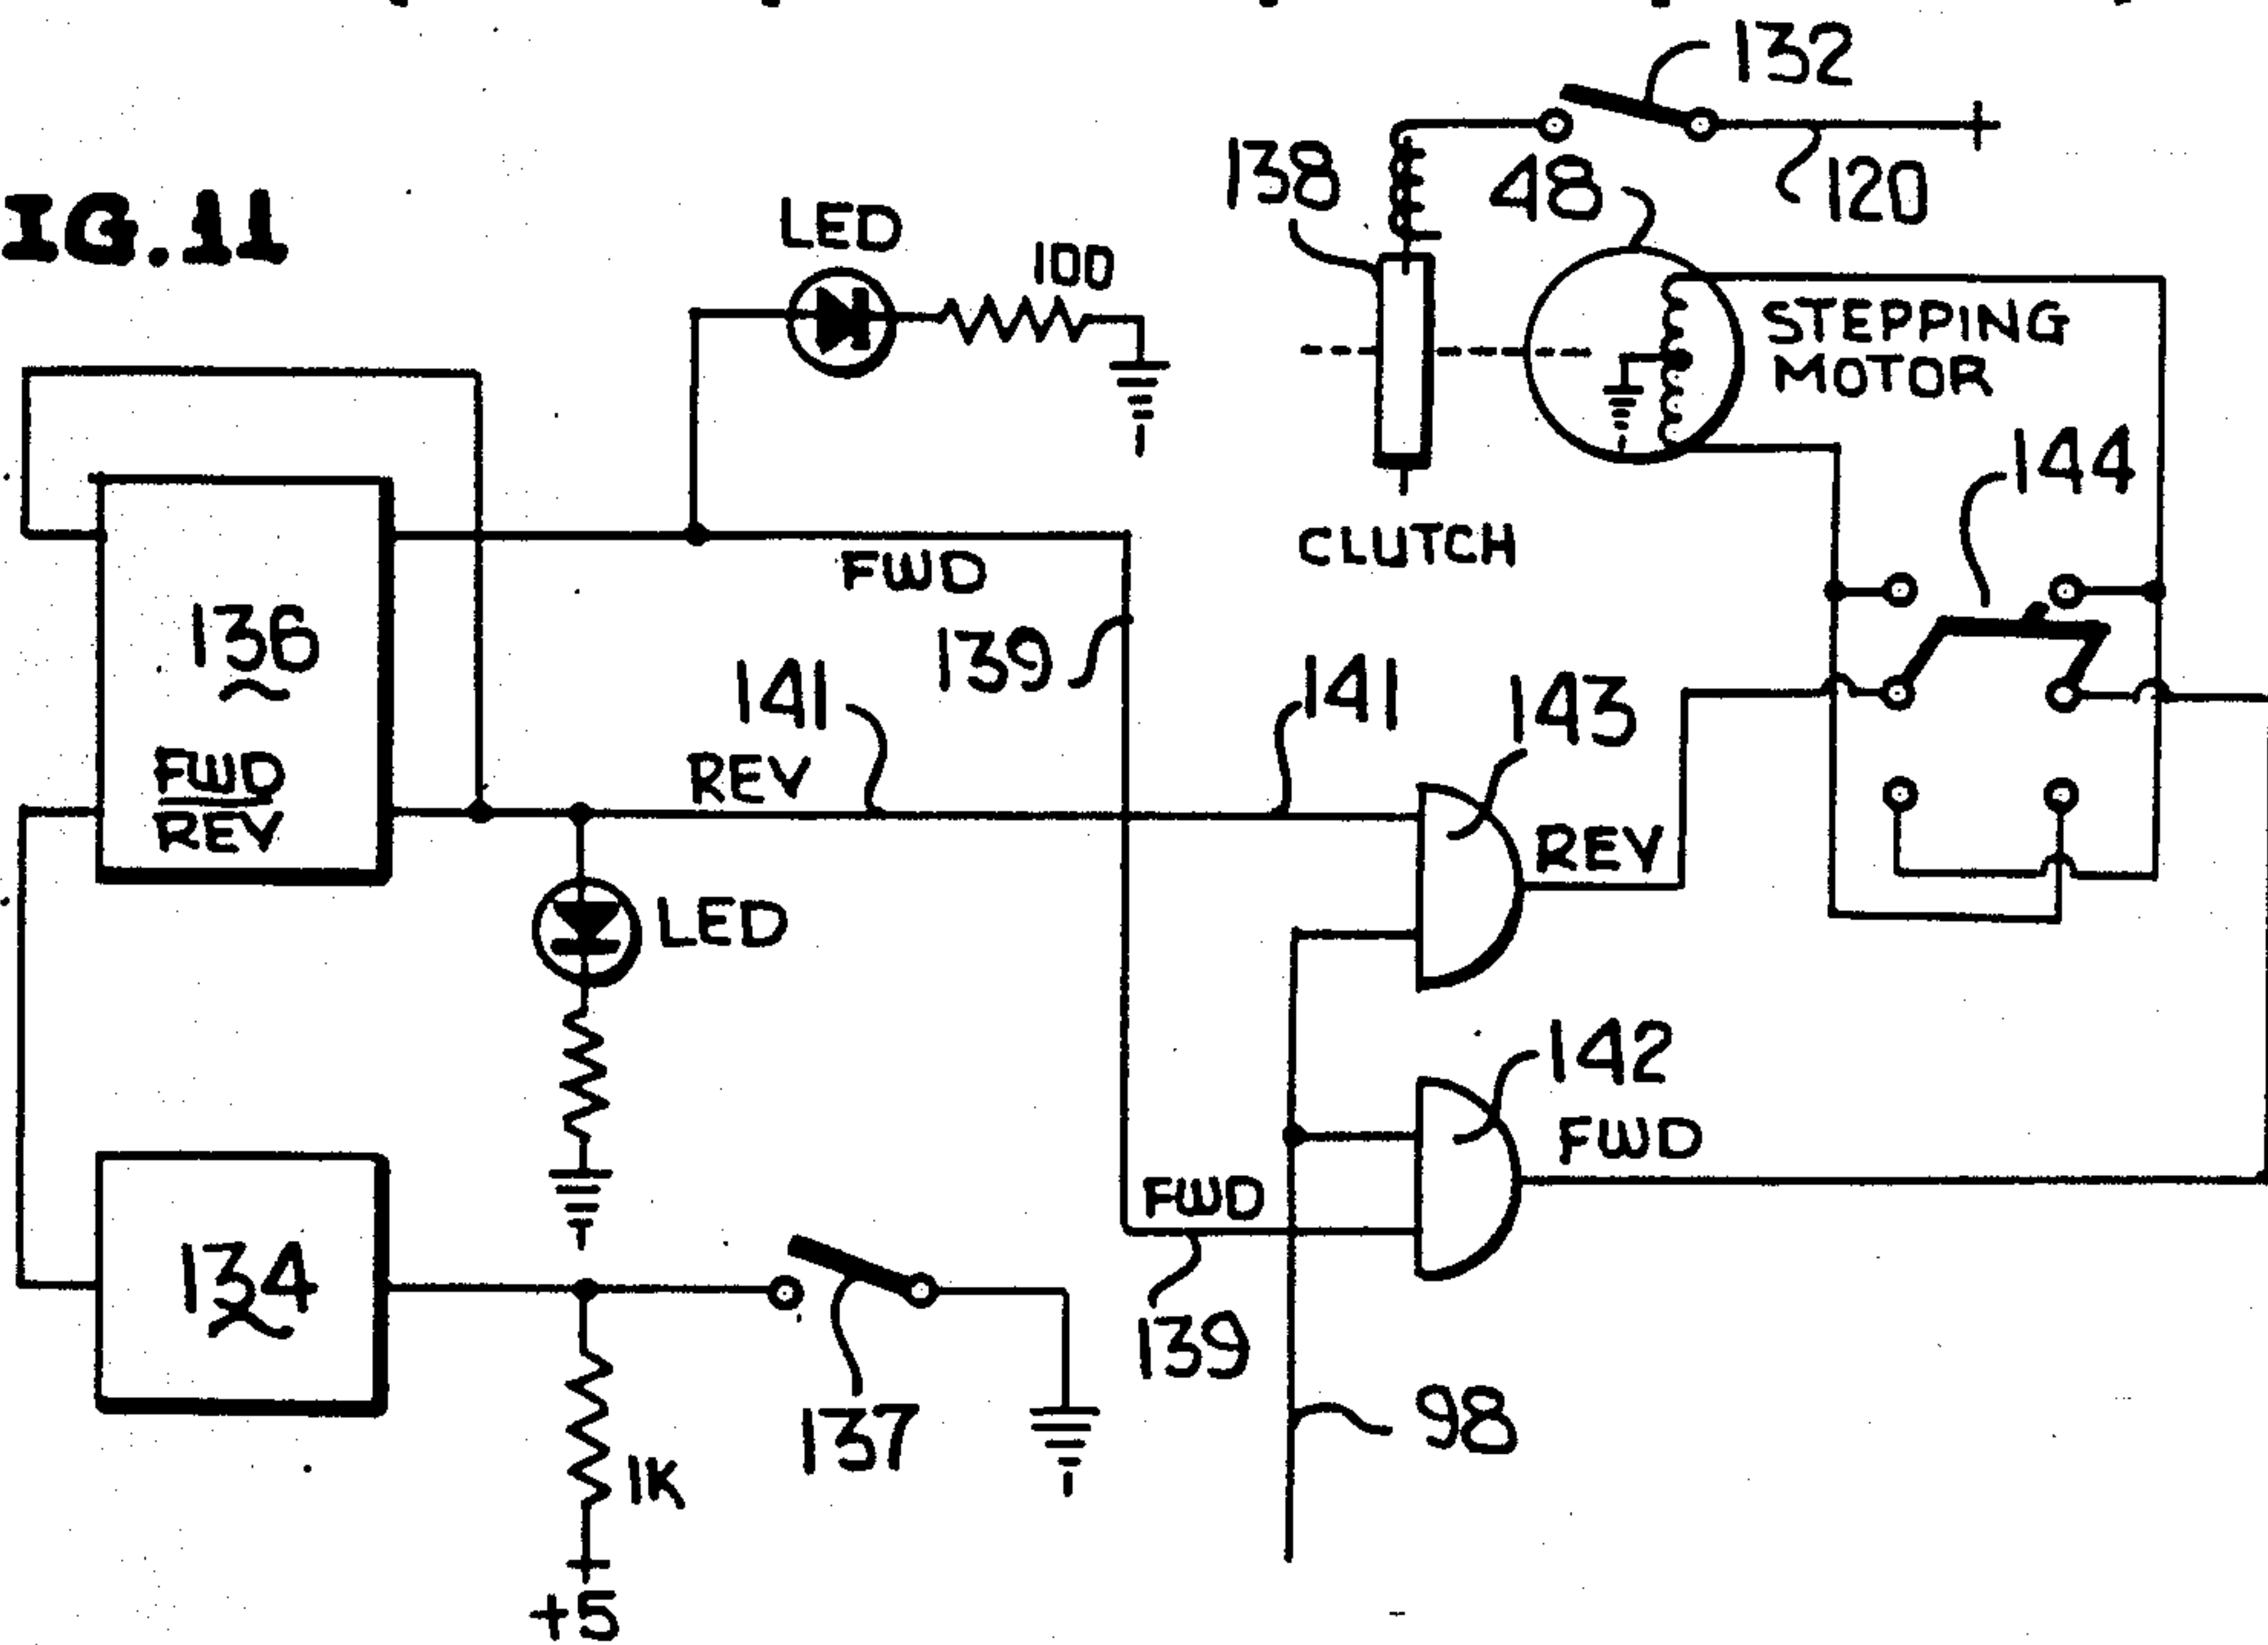 IG.11
132
138
48
120
LED
100
STEPPING
MOTOR
144
CLUTCH
FWD
136
139
141
141
143
REV
FWD
REV
REV
LED
142
FWD
FWD
134
139
137
98
1K
+5